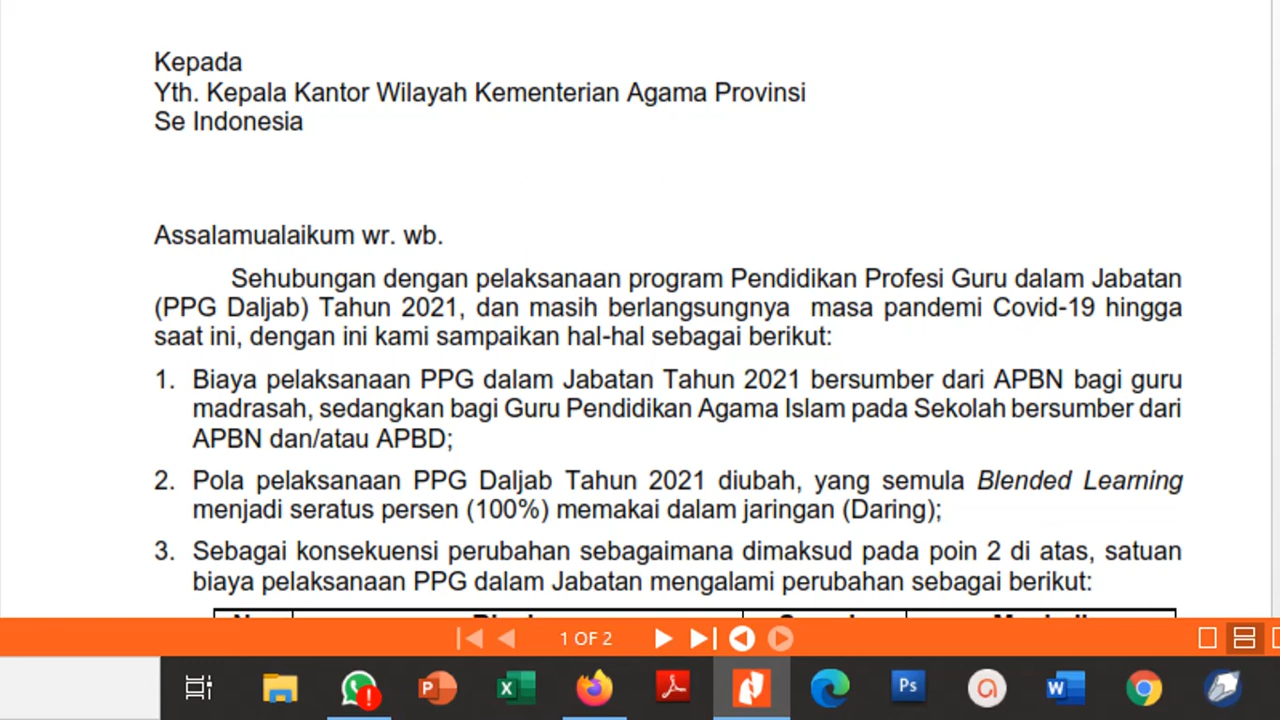 Kepada
Yth. Kepala Kantor Wilayah Kementerian Agama Provinsi
Se Indonesia
Assalamualaikum wr. wb.
Sehubungan dengan pelaksanaan program Pendidikan Profesi Guru dalam Jabatan
(PPG Daljab) Tahun 2021, dan masih berlangsungnya masa pandemi Covid-19 hingga
saat ini, dengan ini kami sampaikan hal-hal sebagai berikut:
1. Biaya pelaksanaan PPG dalam Jabatan Tahun 2021 bersumber dari APBN bagi guru
madrasah, sedangkan bagi Guru Pendidikan Agama Islam pada Sekolah bersumber dari
APBN dan/atau APBD;
2. Pola pelaksanaan PPG Daljab Tahun 2021 diubah, yang semula Blended Learning
menjadi seratus persen (100%) memakai dalam jaringan (Daring);
3. Sebagai konsekuensi perubahan sebagaimana dimaksud pada poin 2 di atas, satuan
biaya pelaksanaan PPG dalam Jabatan mengalami perubahan sebagai berikut:
1 OF 2
P X Ps W